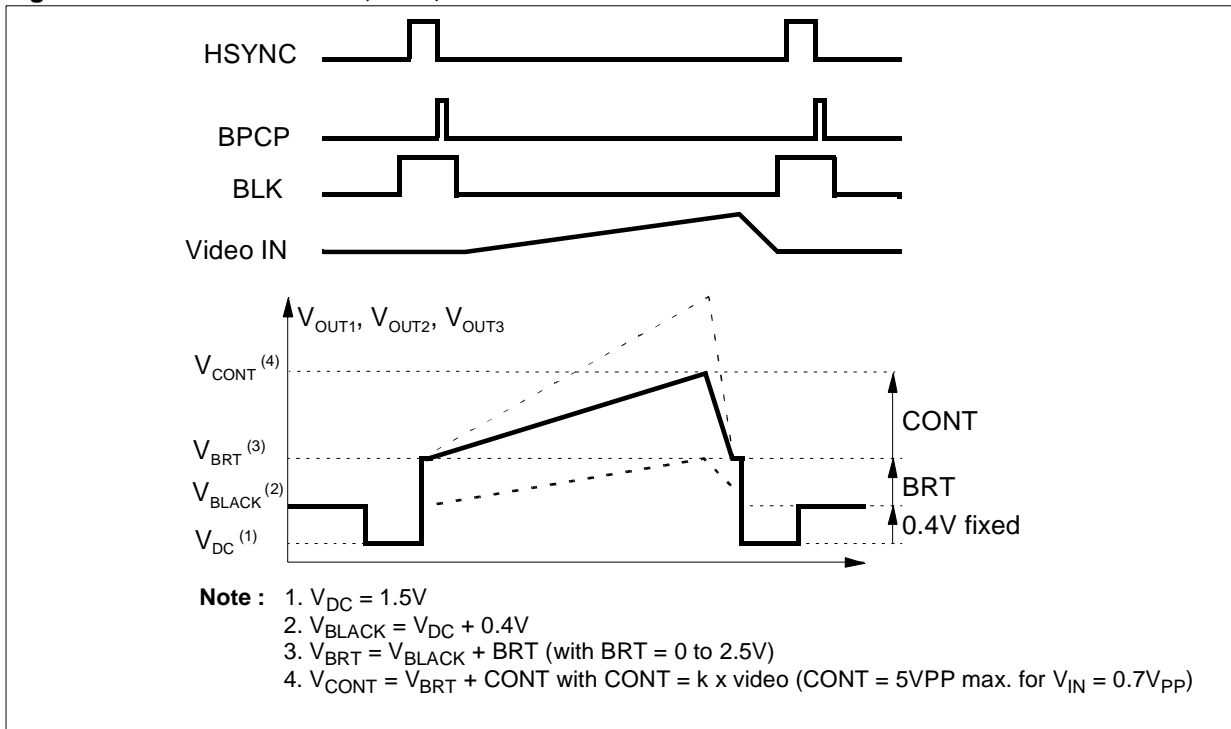 HSYNC
BPCP
BLK
Video IN
VOUT1, VOUT2, VOUT3
VCONT (4)
CONT
VBRT (3)
BRT
VBLACK (2)
0.4V fixed
VDC (1)
Note : 1. VDC = 1.5V
2. VBLACK = VDC + 0.4V
3. VBRT = VBLACK + BRT (with BRT = 0 to 2.5V)
4. VCONT = VBRT + CONT with CONT = k x video (CONT = 5VPP max. for VIN = 0.7VPP)